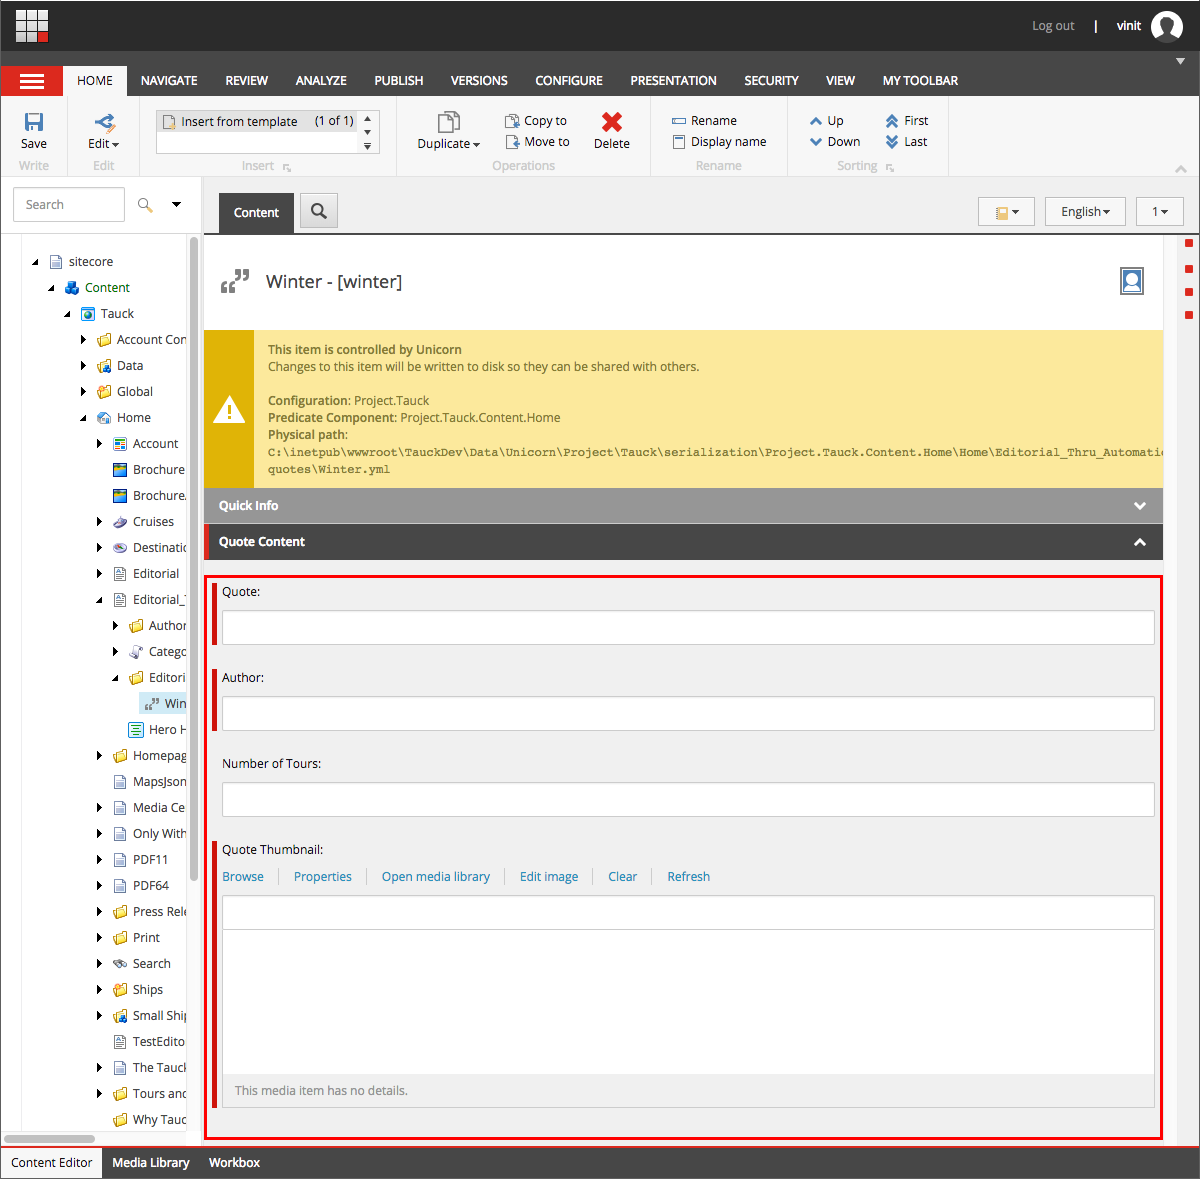 Log out | vinit
HOME NAVIGATE REVIEW ANALYZE PUBLISH VERSIONS CONFIGURE PRESENTATION SECURITY VIEW MY TOOLBAR
Save
Write
Edit
Edit
Insert from template (1 of 1)
Insert
Duplicate
Copy to
Move to
Delete
Operations
Rename
Display name
Rename
Up
Down
First
Last
Sorting
Search
Content
English
1
sitecore
Content
Tauck
Account Con
Data
Global
Home
Account
Brochure
Brochure
Cruises
Destinatio
Editorial
Editorial_
Author
Catego
Editori
Win
Hero H
Homepag
MapsJson
Media Ce
Only With
PDF11
PDF64
Press Rele
Print
Search
Ships
Small Ship
TestEdito
The Tauck
Tours and
Why Tauc
Winter - [winter]
This item is controlled by Unicorn
Changes to this item will be written to disk so they can be shared with others.
Configuration: Project.Tauck
Predicate Component: Project.Tauck.Content.Home
Physical path:
C:\inetpub\wwwroot\TauckDev\Data\Unicorn\Project\Tauck\serialization\Project.Tauck.Content.Home\Home\Editorial_Thru_Automatic
quotes\Winter.yml
Quick Info
Quote Content
Quote:
Author:
Number of Tours:
Quote Thumbnail:
Browse Properties Open media library Edit image Clear Refresh
This media item has no details.
Content Editor Media Library Workbox